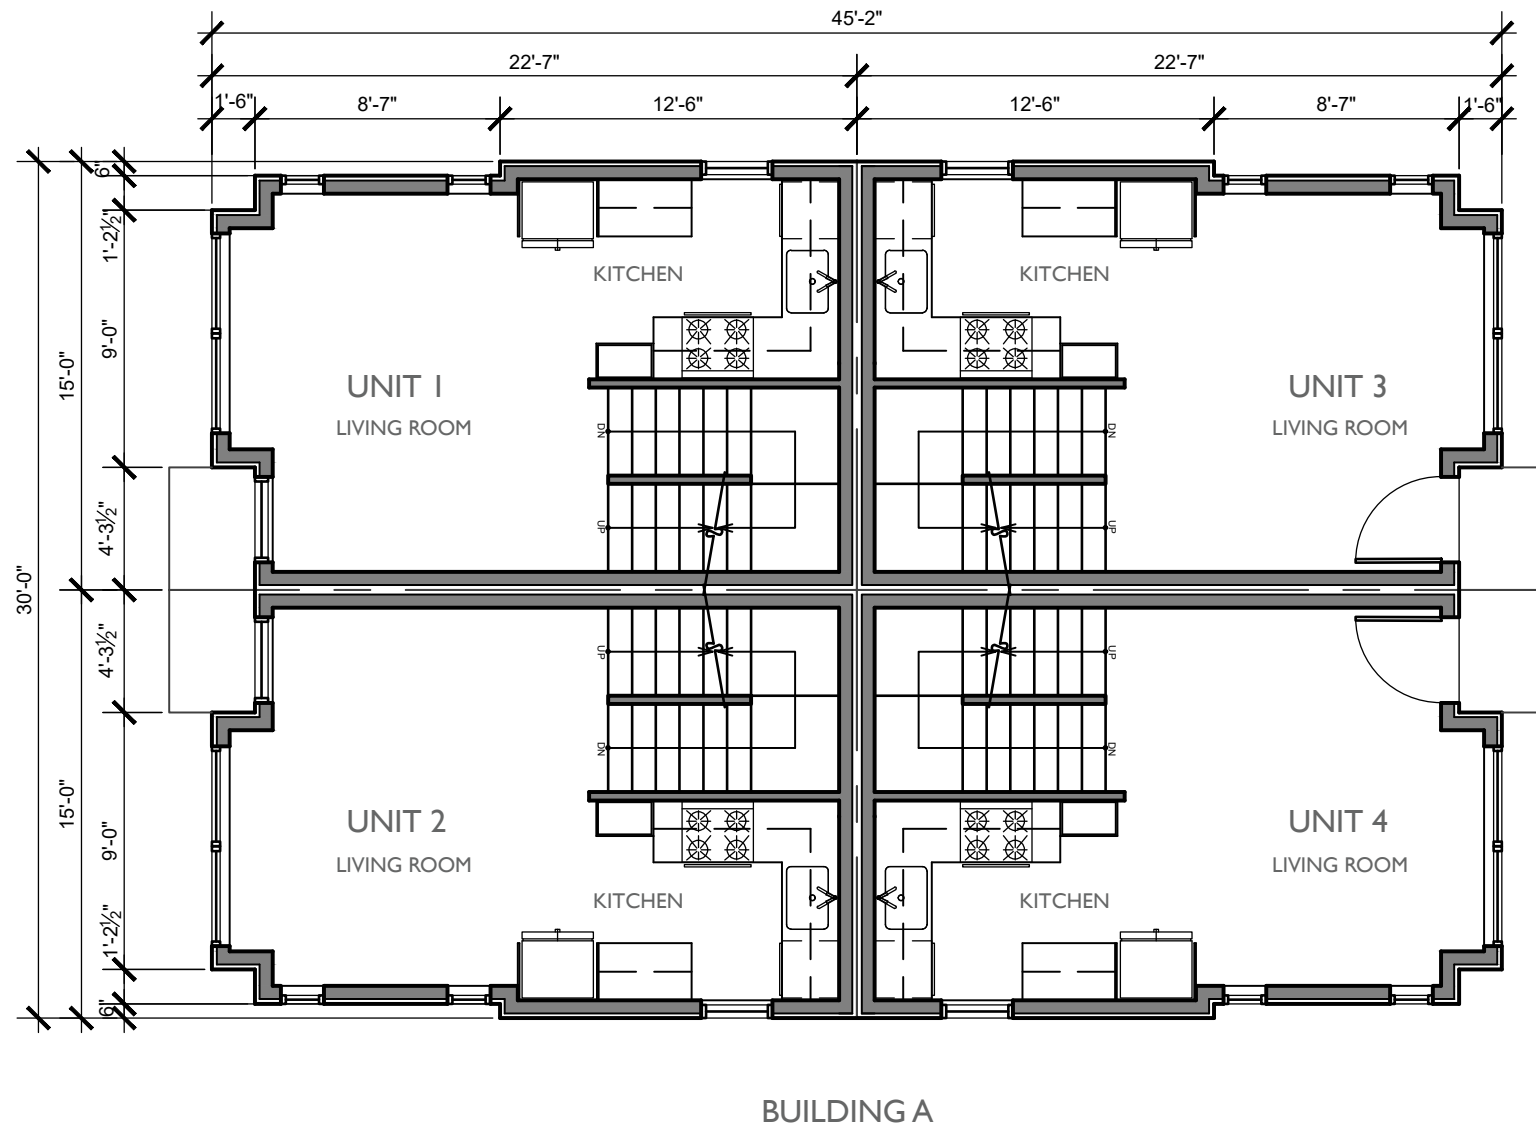 45'-2"
22'-7" 22'-7"
1'-6" 8'-7" 12'-6" 12'-6" 8'-7" 1'-6"
6"
1'-2½"
9'-0"
15'-0"
4'-3½"
30'-0"
4'-3½"
15'-0"
9'-0"
1'-2½"
6"
KITCHEN KITCHEN
UNIT 1 UNIT 3
LIVING ROOM LIVING ROOM
DN DN
UP UP
UP UP
DN DN
UNIT 2 UNIT 4
LIVING ROOM LIVING ROOM
KITCHEN KITCHEN
BUILDING A